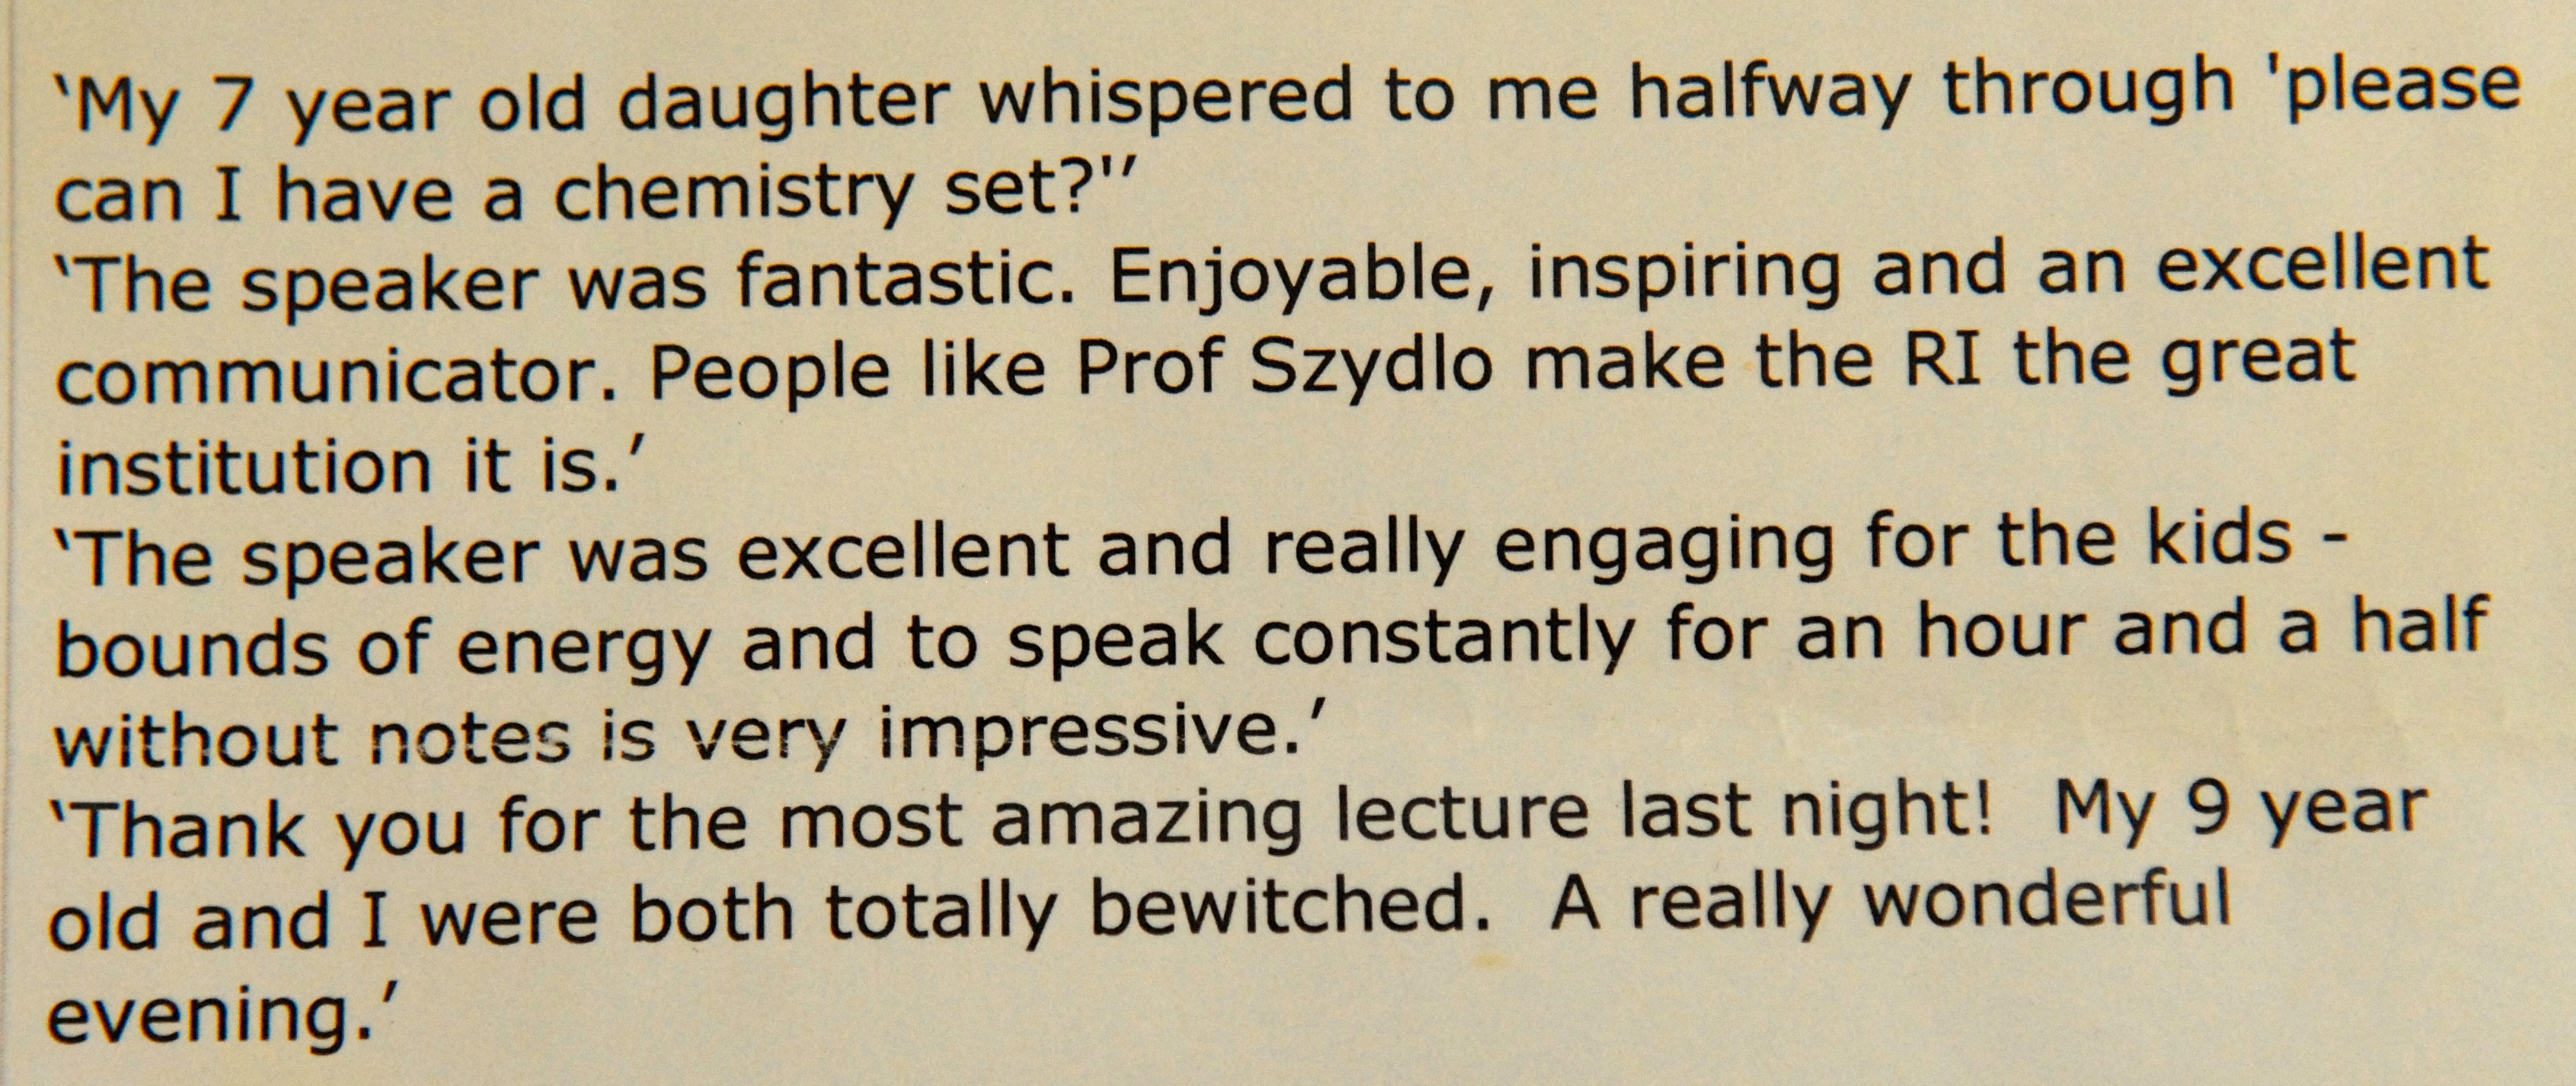 ‘My 7 year old daughter whispered to me halfway through 'please
can I have a chemistry set?'’
‘The speaker was fantastic. Enjoyable, inspiring and an excellent
communicator. People like Prof Szydlo make the RI the great
institution it is.’
‘The speaker was excellent and really engaging for the kids -
bounds of energy and to speak constantly for an hour and a half
without notes is very impressive.’
‘Thank you for the most amazing lecture last night!  My 9 year
old and I were both totally bewitched.  A really wonderful
evening.’